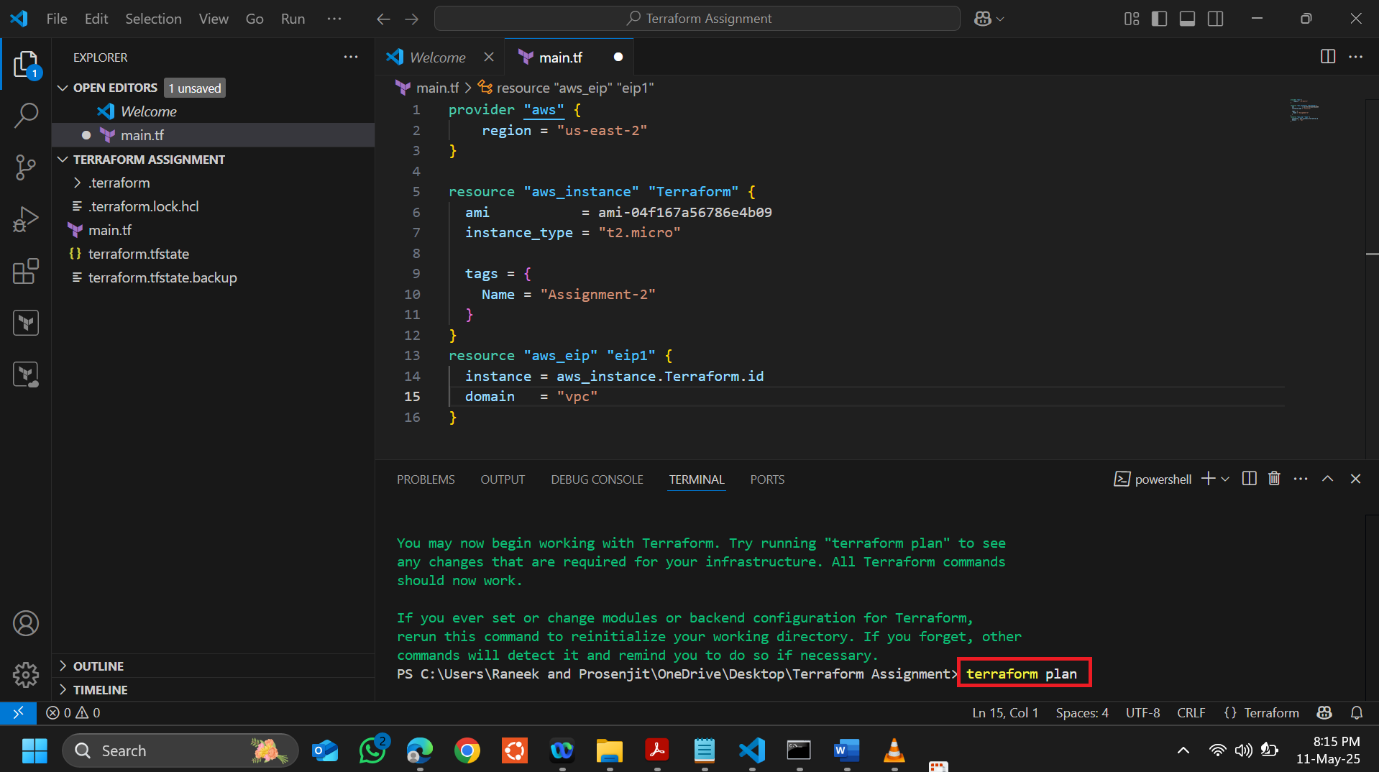 File Edit Selection View Go Run ···
Terraform Assignment
EXPLORER ···
OPEN EDITORS 1 unsaved
Welcome
main.tf
TERRAFORM ASSIGNMENT
.terraform
.terraform.lock.hcl
main.tf
terraform.tfstate
terraform.tfstate.backup
OUTLINE
TIMELINE
1
Welcome
main.tf
···
main.tf > resource "aws_eip" "eip1"
1 provider "aws" {
2 region = "us-east-2"
3 }
4
5 resource "aws_instance" "Terraform" {
6 ami = ami-04f167a56786e4b09
7 instance_type = "t2.micro"
8
9 tags = {
10 Name = "Assignment-2"
11 }
12 }
13 resource "aws_eip" "eip1" {
14 instance = aws_instance.Terraform.id
15 domain = "vpc"
16 }
PROBLEMS OUTPUT DEBUG CONSOLE TERMINAL PORTS
powershell ···
You may now begin working with Terraform. Try running "terraform plan" to see
any changes that are required for your infrastructure. All Terraform commands
should now work.
If you ever set or change modules or backend configuration for Terraform,
rerun this command to reinitialize your working directory. If you forget, other
commands will detect it and remind you to do so if necessary.
PS C:\Users\Raneek and Prosenjit\OneDrive\Desktop\Terraform Assignment> terraform plan
0 0
Ln 15, Col 1 Spaces: 4 UTF-8 CRLF {} Terraform
Search
2
8:15 PM
11-May-25